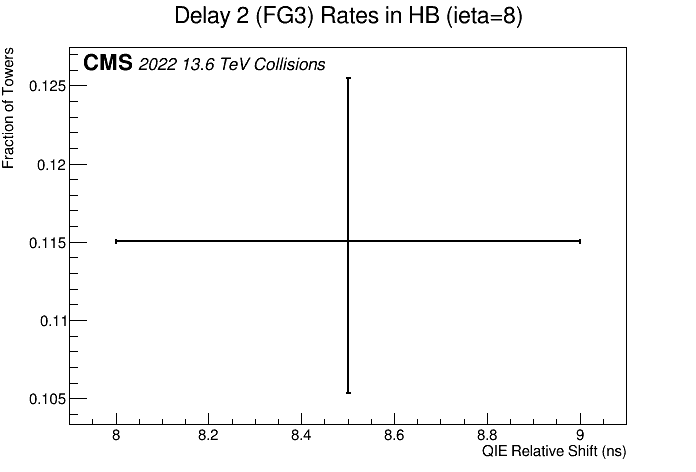 Delay 2 (FG3) Rates in HB (ieta=8)
Fraction of Towers
CMS 2022 13.6 TeV Collisions
0.125
0.12
0.115
0.11
0.105
8 8.2 8.4 8.6 8.8 9
QIE Relative Shift (ns)